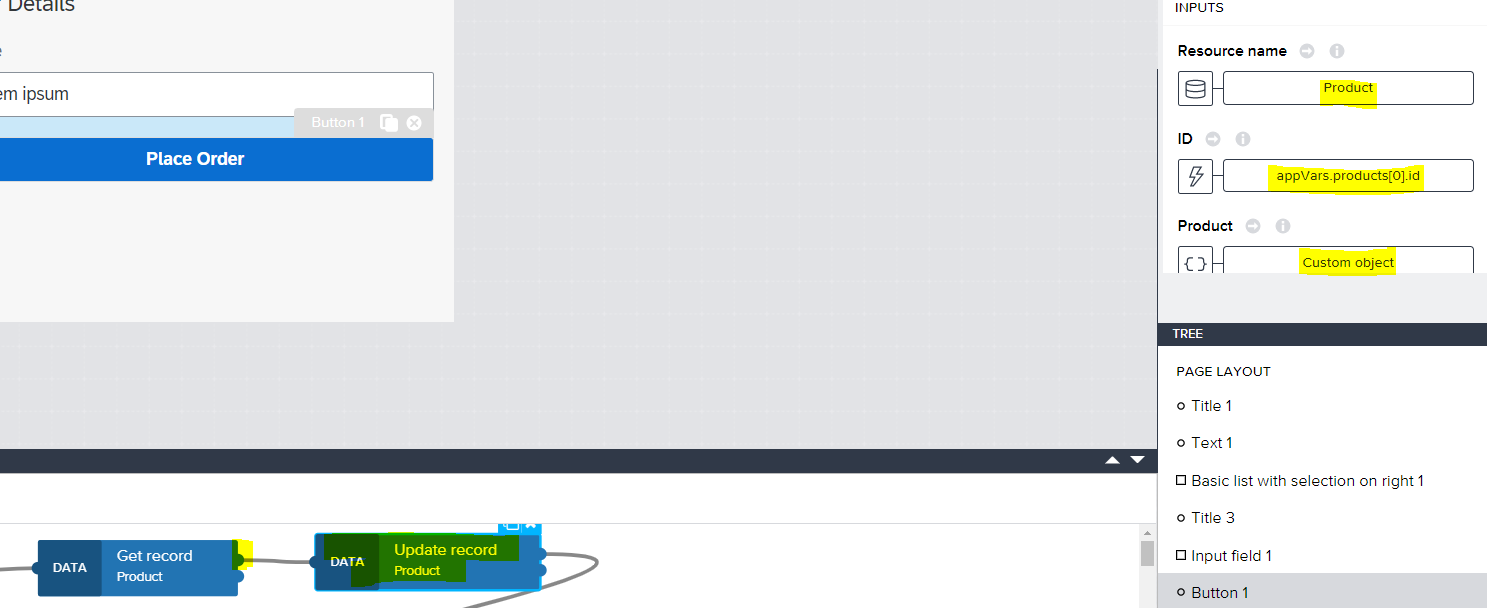 Details
INPUTS
Resource name
Product
ID
appVars.products[0].id
Product
Custom object
em ipsum
Button 1
Place Order
TREE
PAGE LAYOUT
Title 1
Text 1
Basic list with selection on right 1
Title 3
Input field 1
Button 1
DATA
Get record
Product
DATA
Update record
Product